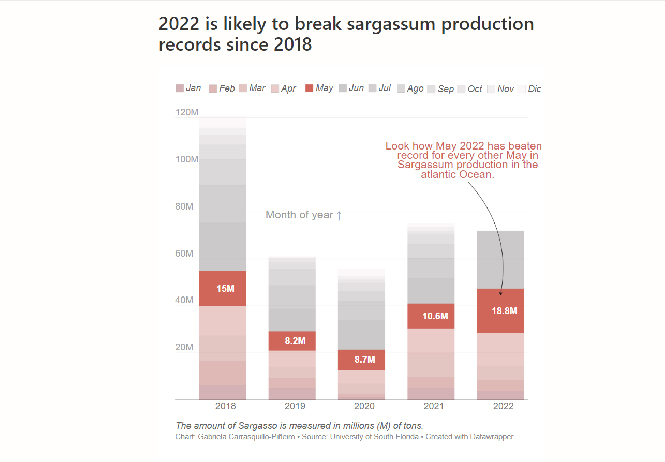 2022 is likely to break sargassum production
records since 2018
Jan Feb Mar Apr May Jun Jul Ago Sep Oct Nov Dic
120M
Look how May 2022 has beaten
record for every other May in
Sargassum production in the
atlantic Ocean.
100M
80M
Month of year ↑
60M
40M
20M
15M
8.2M
8.7M
10.6M
18.8M
2018 2019 2020 2021 2022
The amount of Sargasso is measured in millions (M) of tons.
Chart: Gabriela Carrasquillo-Piñeiro • Source: University of South Florida • Created with Datawrapper